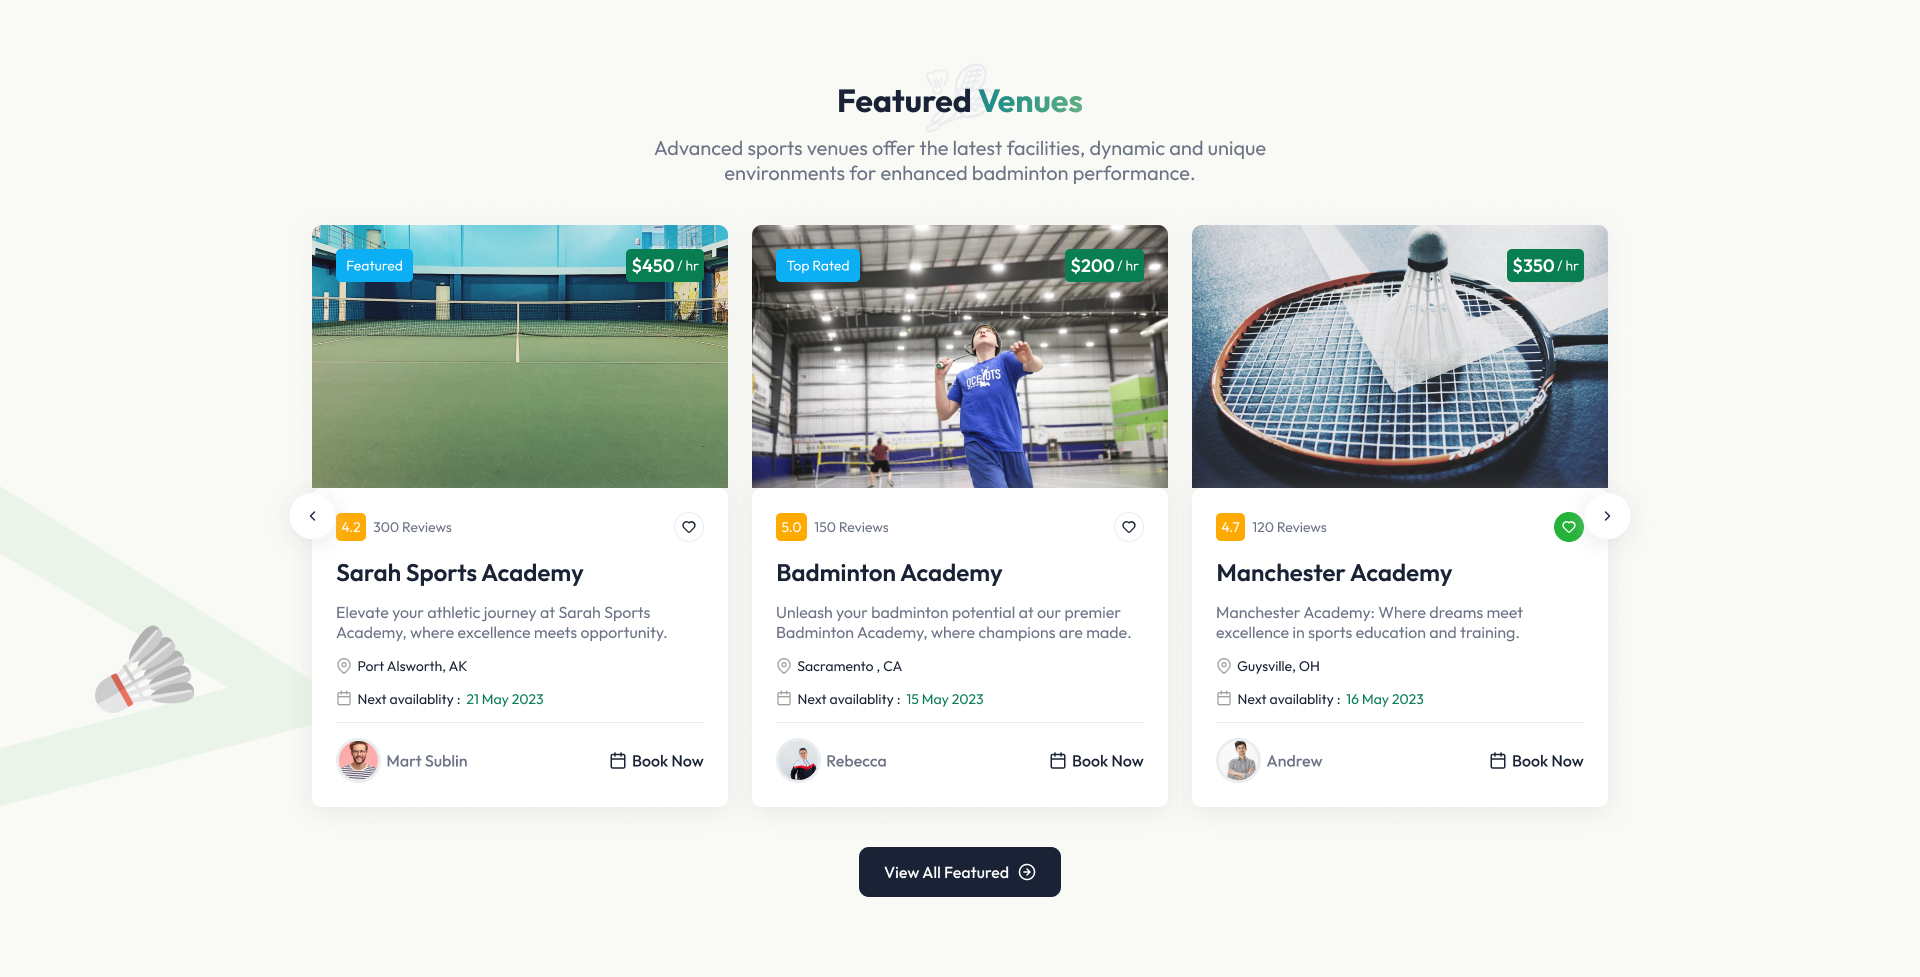 Featured Venues
Advanced sports venues offer the latest facilities, dynamic and unique
environments for enhanced badminton performance.
Featured
$450 / hr
4.2 300 Reviews
Sarah Sports Academy
Elevate your athletic journey at Sarah Sports
Academy, where excellence meets opportunity.
Port Alsworth, AK
Next availablity : 21 May 2023
Mart Sublin
Book Now
Top Rated
$200 / hr
5.0 150 Reviews
Badminton Academy
Unleash your badminton potential at our premier
Badminton Academy, where champions are made.
Sacramento , CA
Next availablity : 15 May 2023
Rebecca
Book Now
$350 / hr
4.7 120 Reviews
Manchester Academy
Manchester Academy: Where dreams meet
excellence in sports education and training.
Guysville, OH
Next availablity : 16 May 2023
Andrew
Book Now
View All Featured